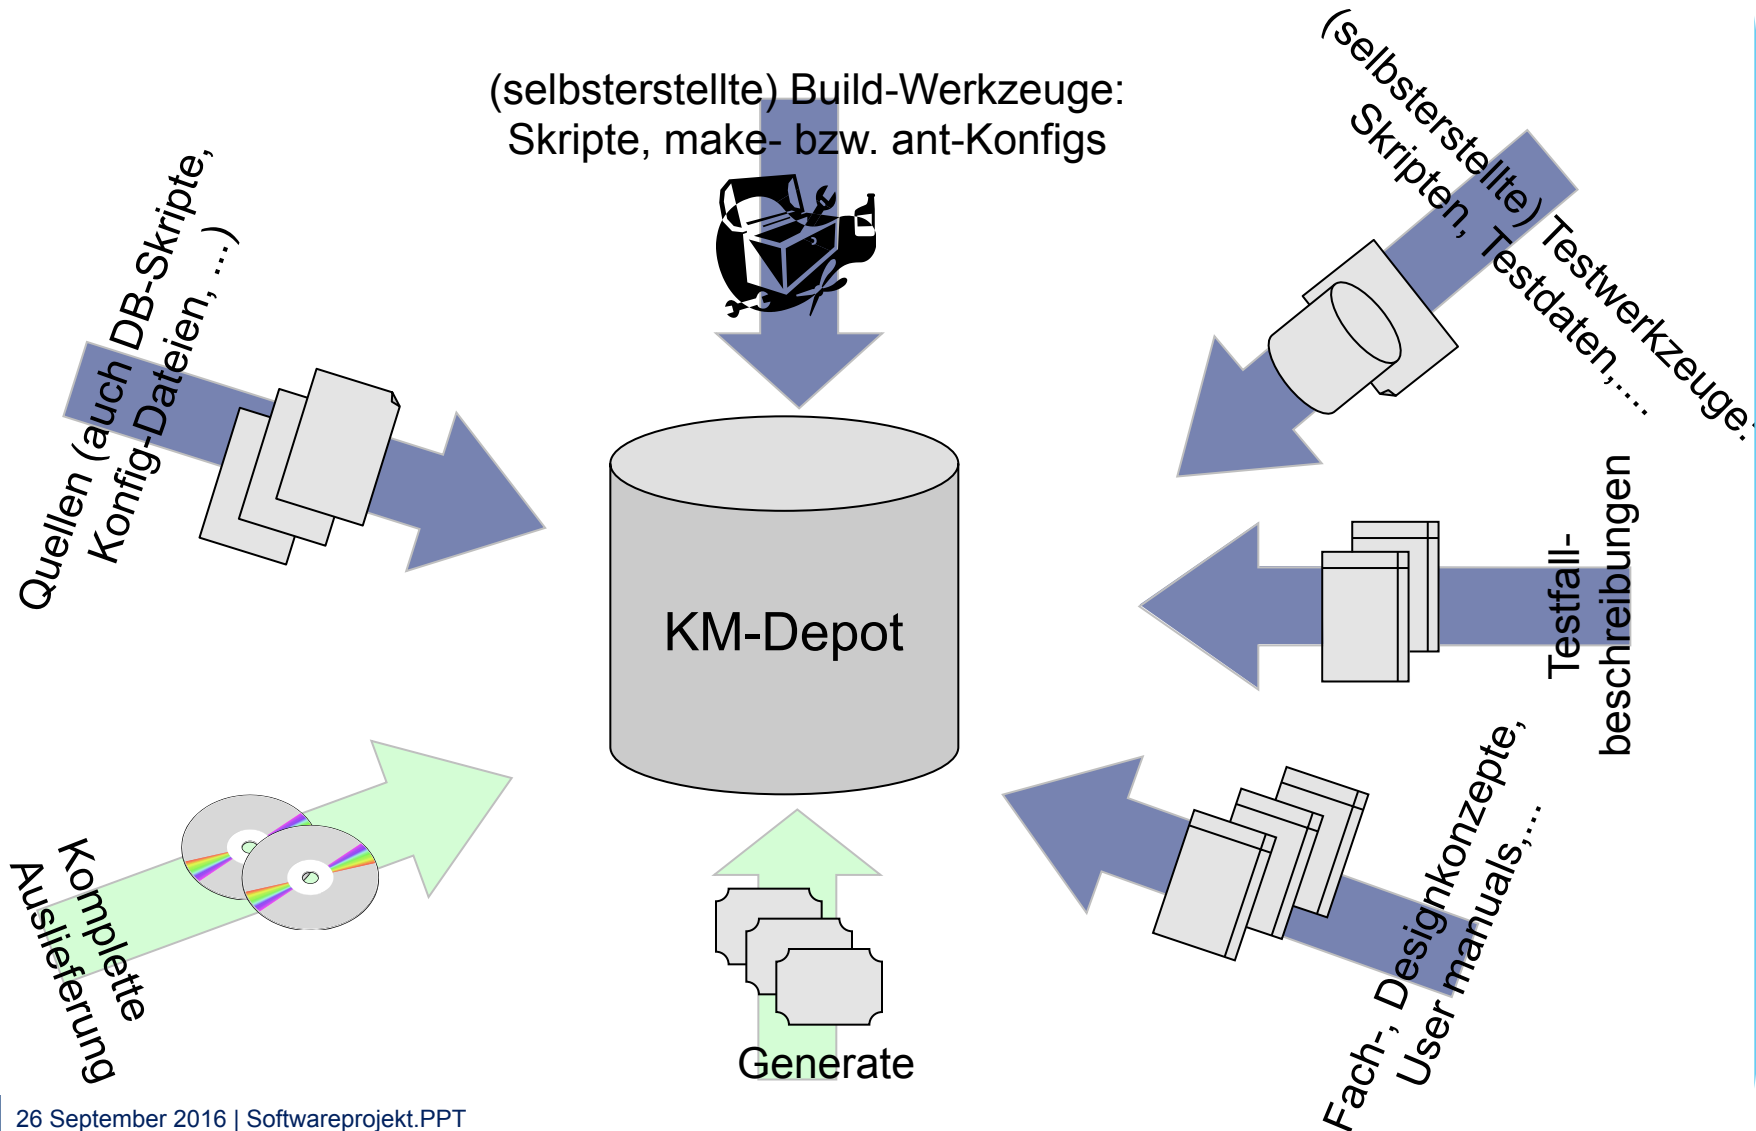 (selbsterstellte) Build-Werkzeuge:
Skripte, make- bzw. ant-Konfigs
(selbsterstellte) Testwerkzeuge:
Skripten, Testdaten,....
Quellen (auch DB-Skripte,
Konfig-Dateien, ...)
KM-Depot
Testfall-
beschreibungen
Komplette
Auslieferung
Generate
Fach-, Designkonzepte,
User manuals,...
26 September 2016 | Softwareprojekt.PPT